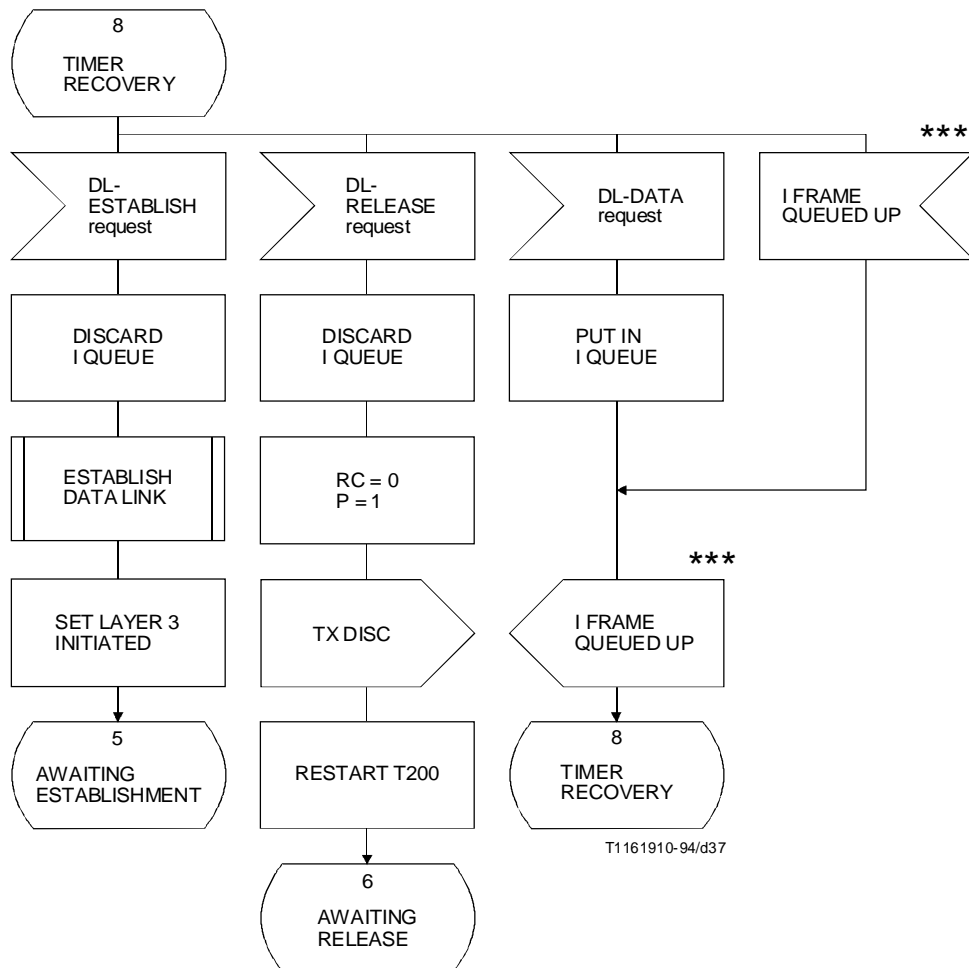 8
TIMER
RECOVERY
***
DL-
ESTABLISH
request
DL-
RELEASE
request
DL-DATA
request
I FRAME
QUEUED UP
DISCARD
I QUEUE
DISCARD
I QUEUE
PUT IN
I QUEUE
ESTABLISH
DATA LINK
RC = 0
P = 1
***
SET LAYER 3
INITIATED
TX DISC
I FRAME
QUEUED UP
5
AWAITING
ESTABLISHMENT
RESTART T200
8
TIMER
RECOVERY
T1161910-94/d37
6
AWAITING
RELEASE